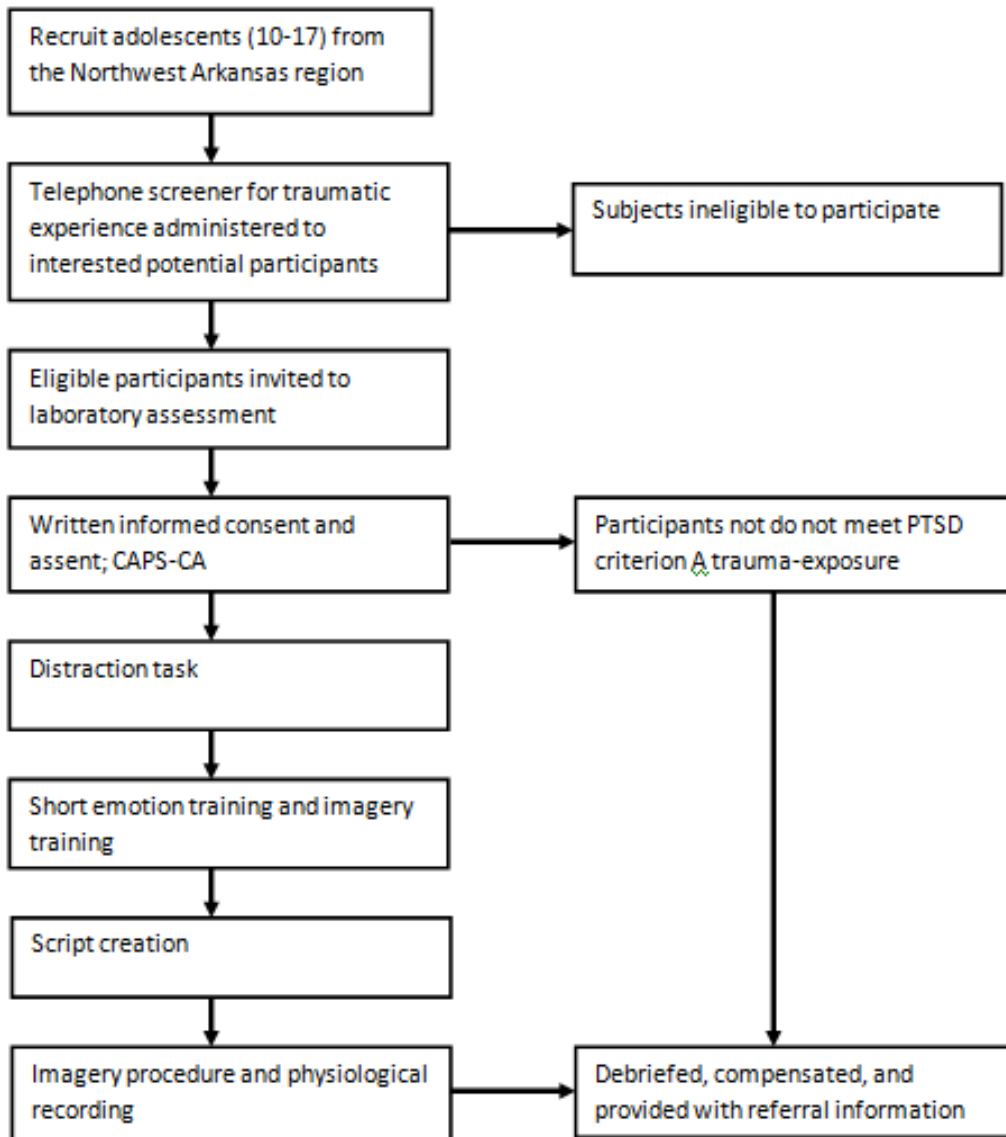 Recruit adolescents (10-17) from
the Northwest Arkansas region
Telephone screener for traumatic
experience administered to
interested potential participants
Subjects ineligible to participate
Eligible participants invited to
laboratory assessment
Written informed consent and
assent; CAPS-CA
Participants not do not meet PTSD
criterion A trauma-exposure
Distraction task
Short emotion training and imagery
training
Script creation
Imagery procedure and physiological
recording
Debriefed, compensated, and
provided with referral information